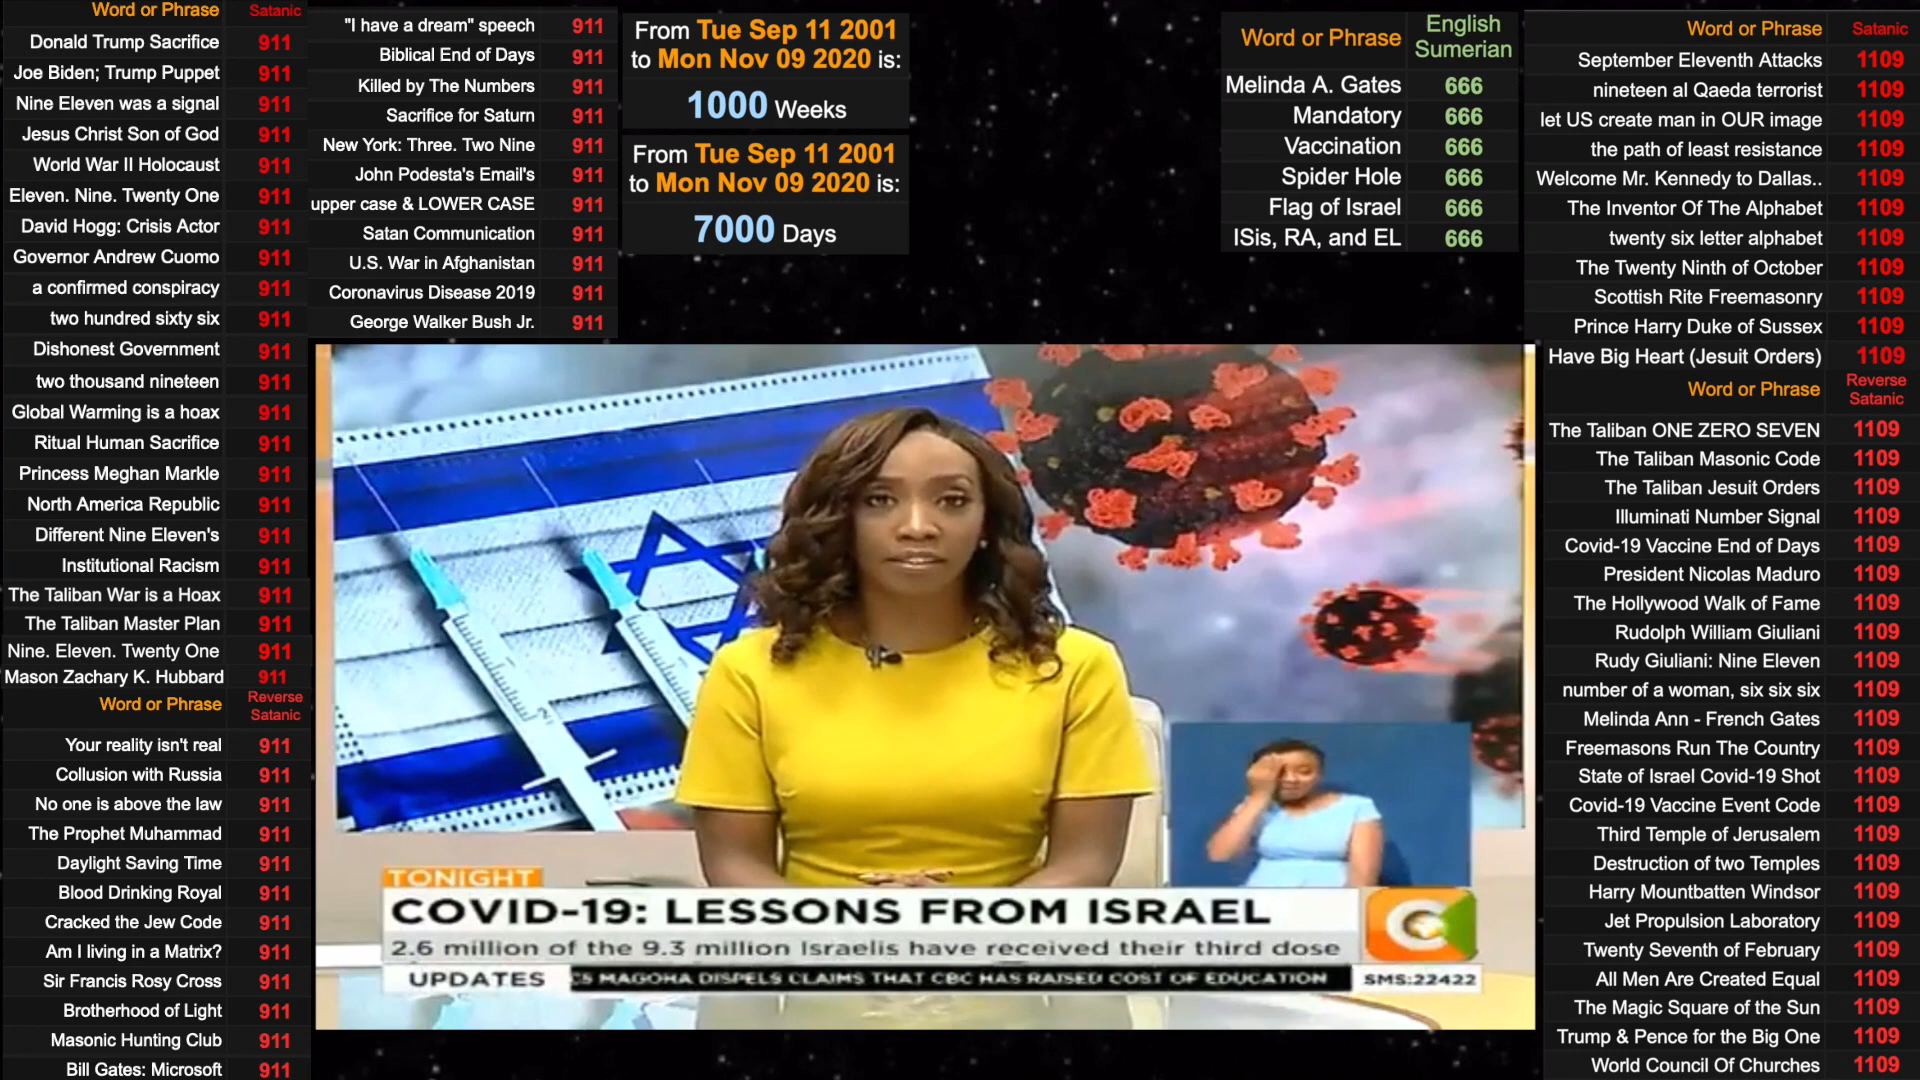 Word or Phrase Satanic
Donald Trump Sacrifice 911
Joe Biden; Trump Puppet 911
Nine Eleven was a signal 911
Jesus Christ Son of God 911
World War II Holocaust 911
Eleven. Nine. Twenty One 911
David Hogg: Crisis Actor 911
Governor Andrew Cuomo 911
a confirmed conspiracy 911
two hundred sixty six 911
Dishonest Government 911
two thousand nineteen 911
Global Warming is a hoax 911
Ritual Human Sacrifice 911
Princess Meghan Markle 911
North America Republic 911
Different Nine Eleven's 911
Institutional Racism 911
The Taliban War is a Hoax 911
The Taliban Master Plan 911
Nine. Eleven. Twenty One 911
Mason Zachary K. Hubbard 911
Word or Phrase Reverse Satanic
Your reality isn't real 911
Collusion with Russia 911
No one is above the law 911
The Prophet Muhammad 911
Daylight Saving Time 911
Blood Drinking Royal 911
Cracked the Jew Code 911
Am I living in a Matrix? 911
Sir Francis Rosy Cross 911
Brotherhood of Light 911
Masonic Hunting Club 911
Bill Gates: Microsoft 911
"I have a dream" speech 911
Biblical End of Days 911
Killed by The Numbers 911
Sacrifice for Saturn 911
New York: Three. Two Nine 911
John Podesta's Email's 911
upper case & LOWER CASE 911
Satan Communication 911
U.S. War in Afghanistan 911
Coronavirus Disease 2019 911
George Walker Bush Jr. 911
From Tue Sep 11 2001
to Mon Nov 09 2020 is:
1000 Weeks
From Tue Sep 11 2001
to Mon Nov 09 2020 is:
7000 Days
Word or Phrase English Sumerian
Melinda A. Gates 666
Mandatory 666
Vaccination 666
Spider Hole 666
Flag of Israel 666
ISis, RA, and EL 666
TONIGHT
COVID-19: LESSONS FROM ISRAEL
2.6 million of the 9.3 million Israelis have received their third dose
UPDATES CS MAGOHA DISPELS CLAIMS THAT CBC HAS RAISED COST OF EDUCATION SMS:22422
Word or Phrase Satanic
September Eleventh Attacks 1109
nineteen al Qaeda terrorist 1109
let US create man in OUR image 1109
the path of least resistance 1109
Welcome Mr. Kennedy to Dallas.. 1109
The Inventor Of The Alphabet 1109
twenty six letter alphabet 1109
The Twenty Ninth of October 1109
Scottish Rite Freemasonry 1109
Prince Harry Duke of Sussex 1109
Have Big Heart (Jesuit Orders) 1109
Word or Phrase Reverse Satanic
The Taliban ONE ZERO SEVEN 1109
The Taliban Masonic Code 1109
The Taliban Jesuit Orders 1109
Illuminati Number Signal 1109
Covid-19 Vaccine End of Days 1109
President Nicolas Maduro 1109
The Hollywood Walk of Fame 1109
Rudolph William Giuliani 1109
Rudy Giuliani: Nine Eleven 1109
number of a woman, six six six 1109
Melinda Ann - French Gates 1109
Freemasons Run The Country 1109
State of Israel Covid-19 Shot 1109
Covid-19 Vaccine Event Code 1109
Third Temple of Jerusalem 1109
Destruction of two Temples 1109
Harry Mountbatten Windsor 1109
Jet Propulsion Laboratory 1109
Twenty Seventh of February 1109
All Men Are Created Equal 1109
The Magic Square of the Sun 1109
Trump & Pence for the Big One 1109
World Council Of Churches 1109